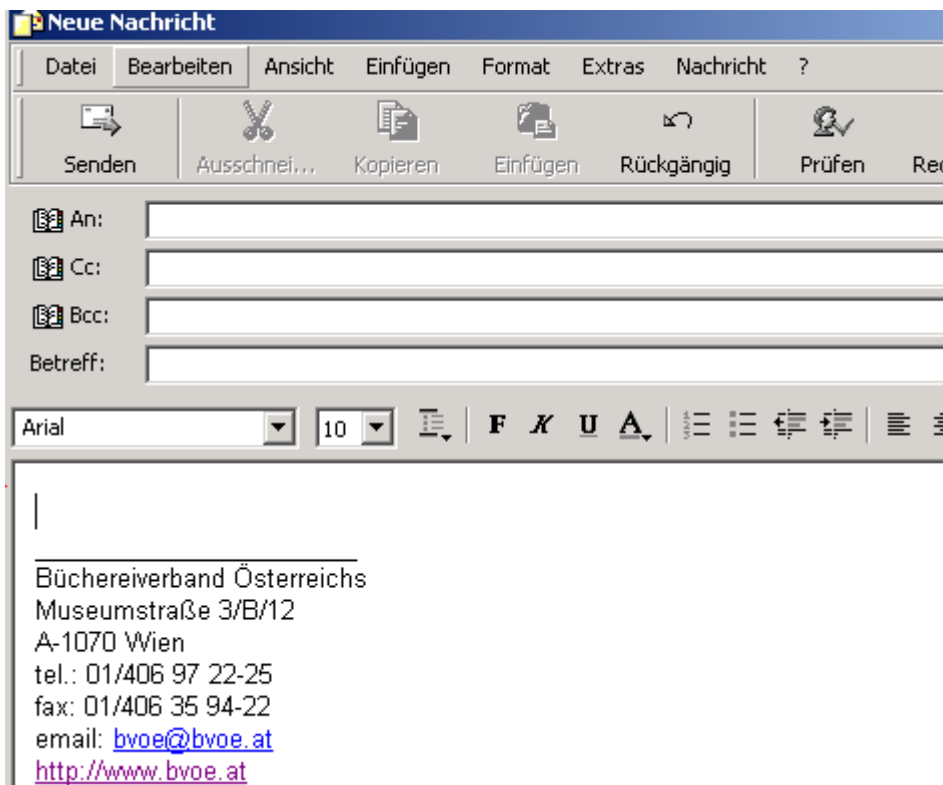 Neue Nachricht
Datei Bearbeiten Ansicht Einfügen Format Extras Nachricht ?
Senden Ausschnei... Kopieren Einfügen Rückgängig Prüfen
An:
Cc:
Bcc:
Betreff:
Arial 10 F K U A
Büchereiverband Österreichs
Museumstraße 3/B/12
A-1070 Wien
tel.: 01/406 97 22-25
fax: 01/406 35 94-22
email: bvoe@bvoe.at
http://www.bvoe.at